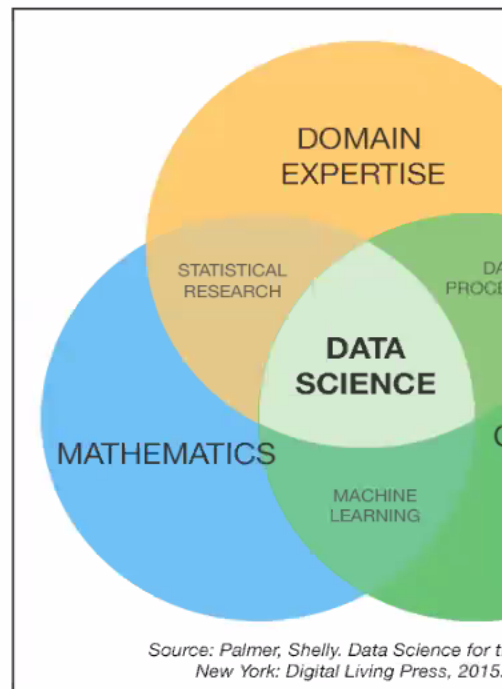 DOMAIN
EXPERTISE
STATISTICAL
RESEARCH
DATA
SCIENCE
MATHEMATICS
MACHINE
LEARNING
Source: Palmer, Shelly. Data Science for
New York: Digital Living Press, 2015.